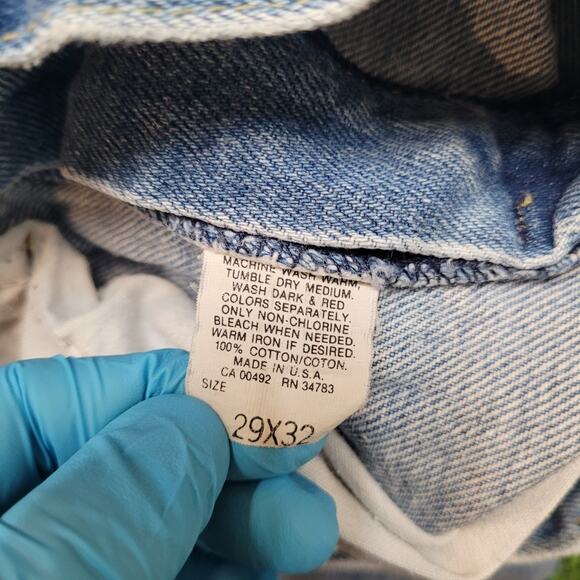 MACHINE WASH WARM,
TUMBLE DRY MEDIUM.
WASH DARK & RED
COLORS SEPARATELY.
ONLY NON-CHLORINE
BLEACH WHEN NEEDED.
WARM IRON IF DESIRED.
100% COTTON/COTON.
MADE IN U.S.A.
CA 00492 RN 34783
SIZE
29X32